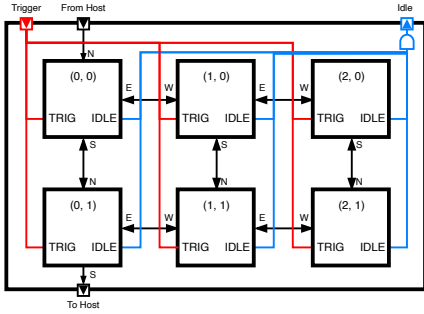 Trigger From Host Idle
N
(0, 0) (1, 0) (2, 0)
E W E W
TRIG IDLE TRIG IDLE TRIG IDLE
S S S
N N N
(0, 1) (1, 1) (2, 1)
E W E W
TRIG IDLE TRIG IDLE TRIG IDLE
S
To Host